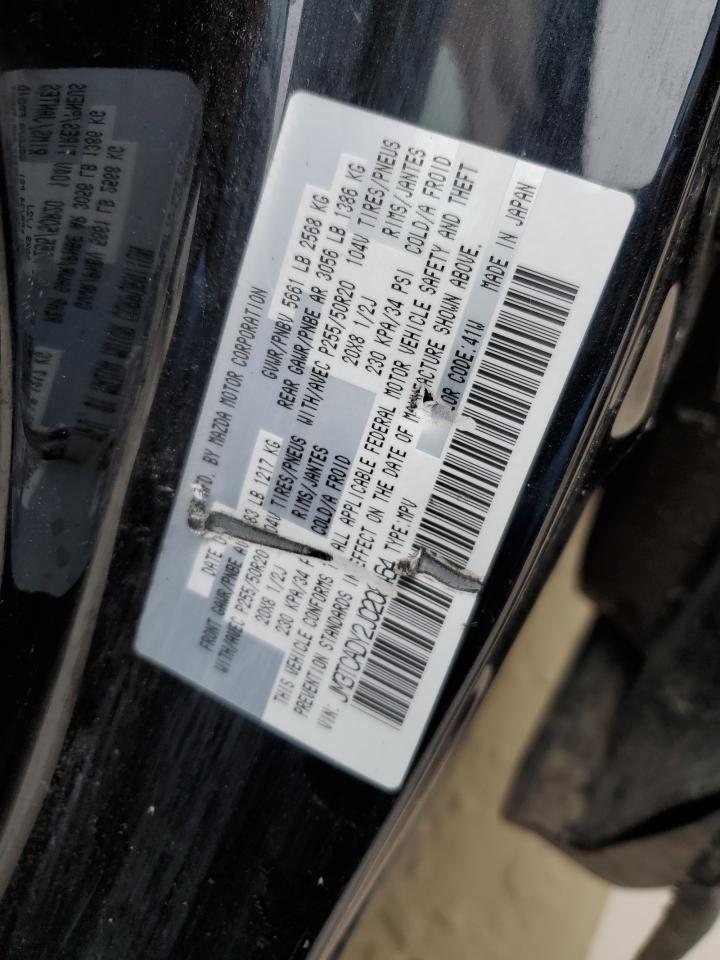 MFD. BY MAZDA MOTOR CORPORATION
DATE GVWR/PNBV 5661 LB 2568 KG
FRONT GAWR/PNBE LB 1217 KG REAR GAWR/PNBE AR 3056 LB 1386 KG
WITH/AVEC P255/50R20 104V TIRES/PNEUS WITH/AVEC P255/50R20 104V TIRES/PNEUS
20X8 1/2J RIMS/JANTES 20X8 1/2J RIMS/JANTES
230 KPA/34 COLD/A FROID 230 KPA/34 PSI COLD/A FROID
THIS VEHICLE CONFORMS ALL APPLICABLE FEDERAL MOTOR VEHICLE SAFETY AND THEFT
PREVENTION STANDARDS IN EFFECT ON THE DATE OF MANUFACTURE SHOWN ABOVE.
VIN: TYPE:MPV COLOR CODE:41W MADE IN JAPAN